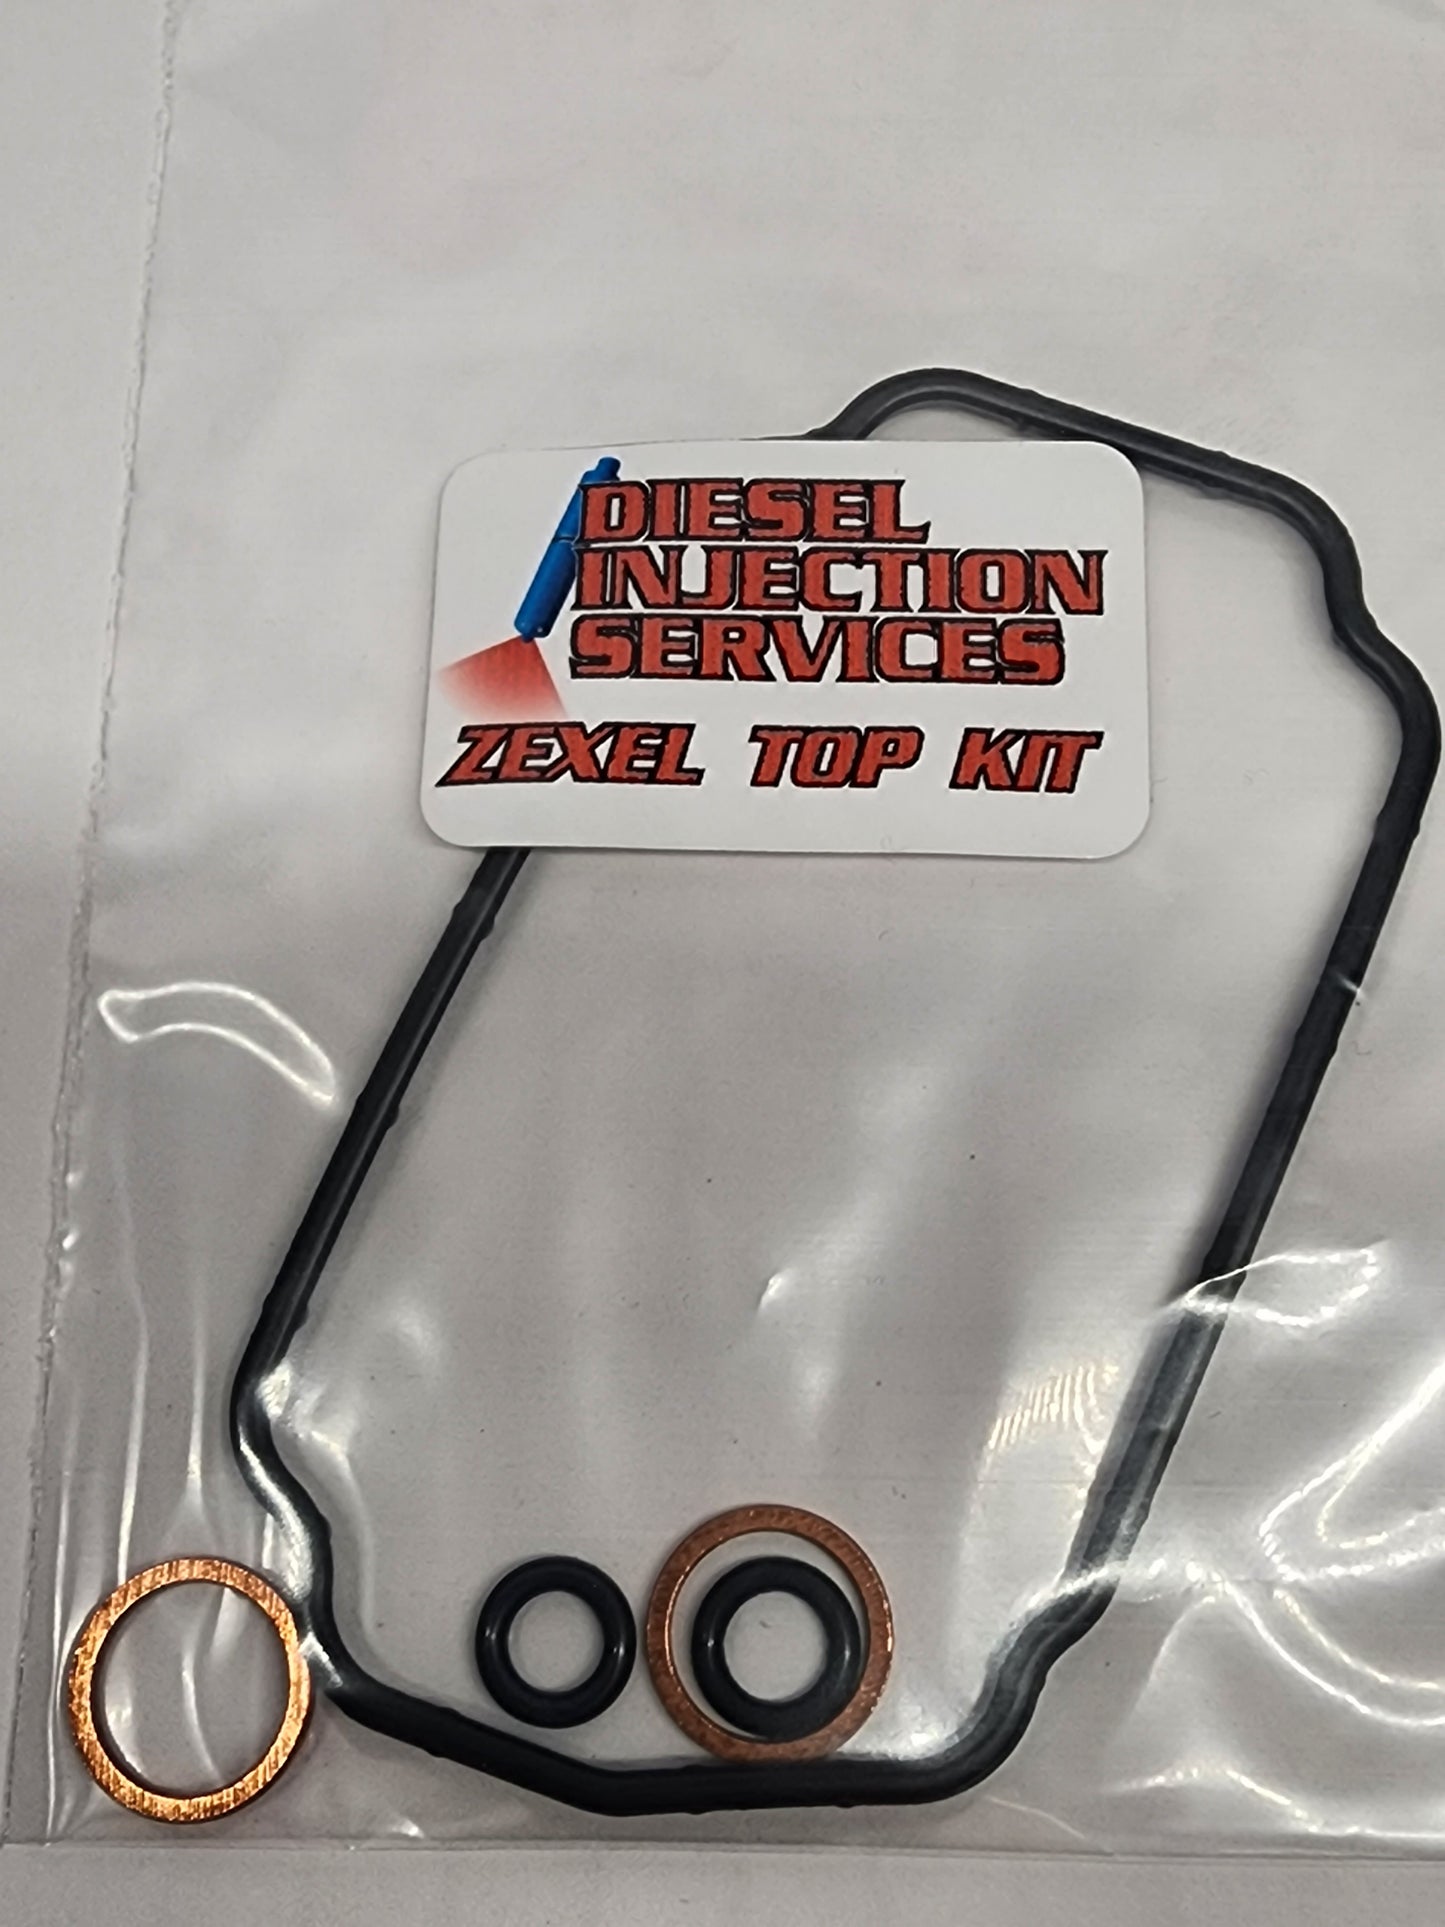 DIESEL
INJECTION
SERVICES
ZEXEL TOP KIT